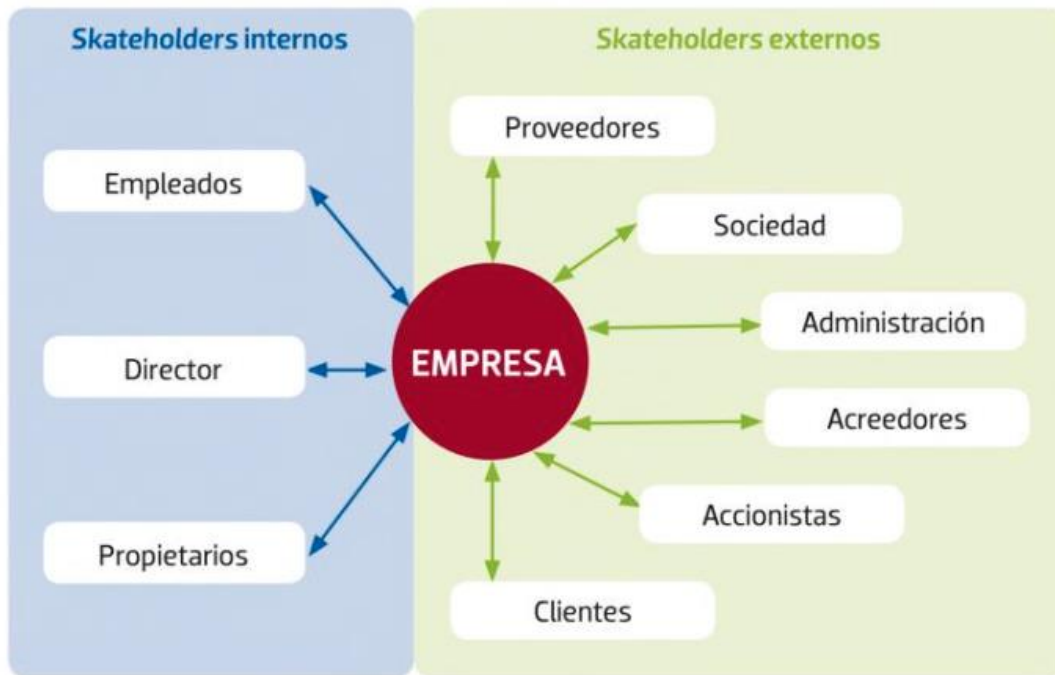 Skateholders internos
Skateholders externos
Empleados
Director
Propietarios
EMPRESA
Proveedores
Sociedad
Administración
Acreedores
Accionistas
Clientes